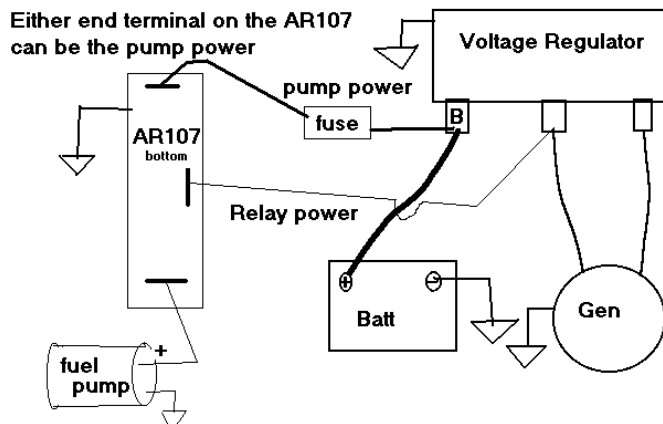 Either end terminal on the AR107
can be the pump power
Voltage Regulator
pump power
fuse
B
AR107
bottom
Relay power
+
-
Batt
Gen
+
fuel
pump